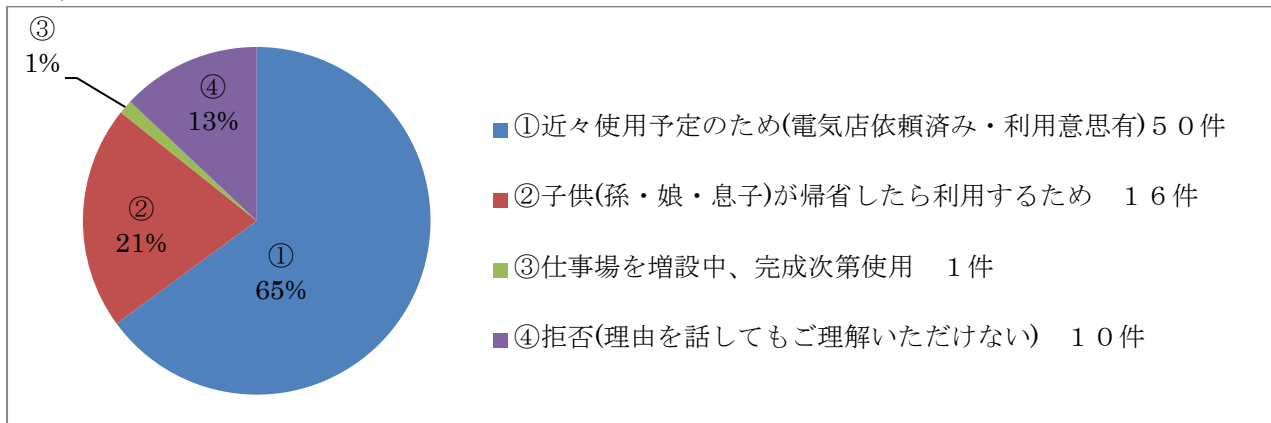 ③
1%
④
13%
②
21%
①
65%
①近々使用予定のため(電気店依頼済み・利用意思有)５０件
②子供(孫・娘・息子)が帰省したら利用するため　１６件
③仕事場を増設中、完成次第使用　１件
④拒否(理由を話してもご理解いただけない)　１０件